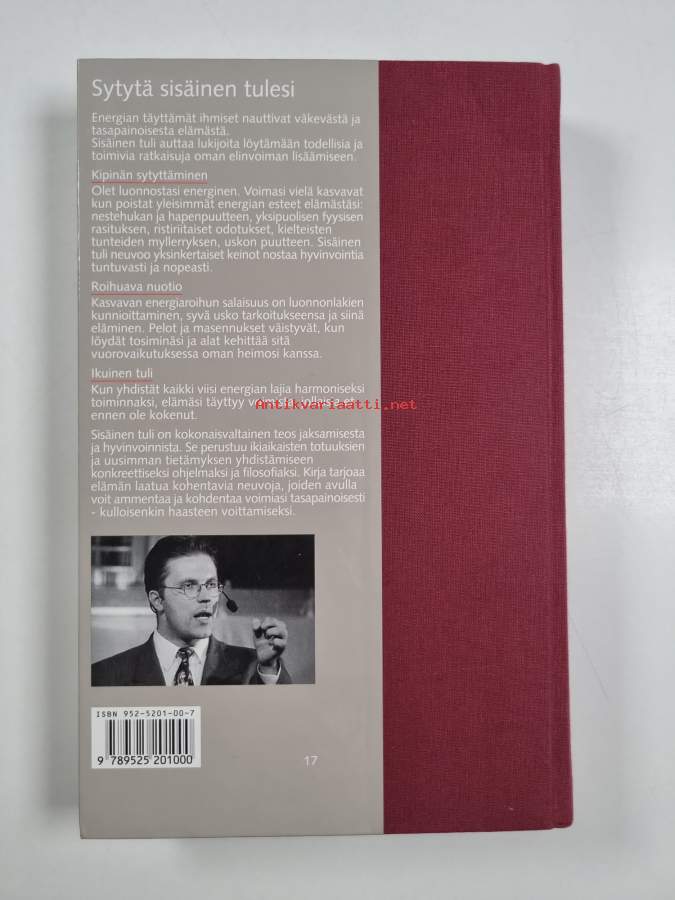 Sytytä sisäinen tulesi
Energian täyttämät ihmiset nauttivat väkevästä ja
tasapainoisesta elämästä.
Sisäinen tuli auttaa lukijoita löytämään todellisia ja
toimivia ratkaisuja oman elinvoiman lisäämiseen.
Kipinän sytyttäminen
Olet luonnostasi energinen. Voimasi vielä kasvavat
kun poistat yleisimmät energian esteet elämästäsi:
nestehukan ja hapenpuutteen, yksipuolisen fyysisen
rasituksen, ristiriitaiset odotukset, kielteisten
tunteiden myllerryksen, uskon puutteen. Sisäinen
tuli neuvoo yksinkertaiset keinot nostaa hyvinvointia
tuntuvasti ja nopeasti.
Roihuava nuotio
Kasvavan energiaroihun salaisuus on luonnonlakien
kunnioittaminen, syvä usko tarkoitukseensa ja siinä
eläminen. Pelot ja masennukset väistyvät, kun
löydät tosiminäsi ja alat kehittää sitä
vuorovaikutuksessa oman heimosi kanssa.
Ikuinen tuli
Kun yhdistät kaikki viisi energian lajia harmoniseksi
toiminnaksi, elämäsi täyttyy voimista, jollaisia et
Antikvariaatti.net
ennen ole kokenut.
Sisäinen tuli on kokonaisvaltainen teos jaksamisesta
ja hyvinvoinnista. Se perustuu ikiaikaisten totuuksien
ja uusimman tietämyksen yhdistämiseen
konkreettiseksi ohjelmaksi ja filosofiaksi. Kirja tarjoaa
elämän laatua kohentavia neuvoja, joiden avulla
voit ammentaa ja kohdentaa voimiasi tasapainoisesti
- kulloisenkin haasteen voittamiseksi.
ISBN 952-5201-00-7
9 789525 201000
17